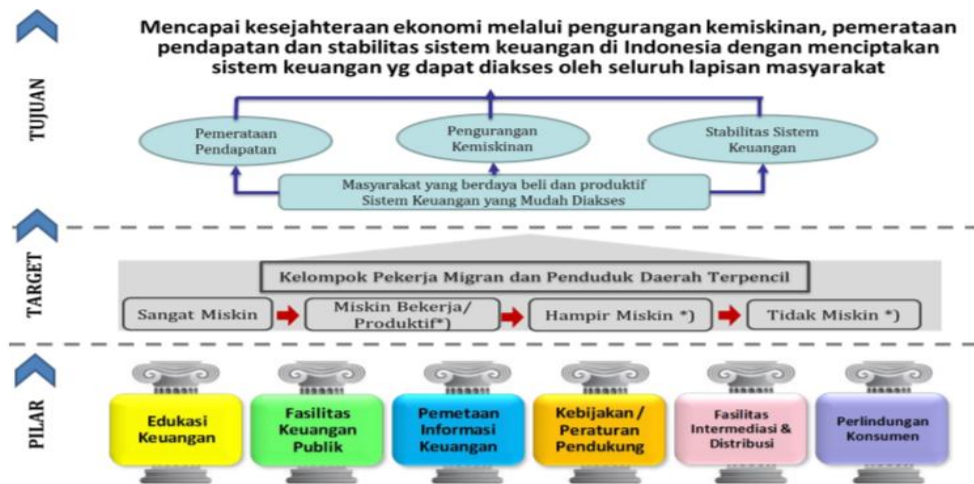 Mencapai kesejahteraan ekonomi melalui pengurangan kemiskinan, pemerataan
pendapatan dan stabilitas sistem keuangan di Indonesia dengan menciptakan
sistem keuangan yg dapat diakses oleh seluruh lapisan masyarakat
TUJUAN
Pemerataan
Pendapatan
Pengurangan
Kemiskinan
Stabilitas Sistem
Keuangan
Masyarakat yang berdaya beli dan produktif
Sistem Keuangan yang Mudah Diakses
TARGET
Kelompok Pekerja Migran dan Penduduk Daerah Terpencil
Sangat Miskin
Miskin Bekerja/
Produktif*)
Hampir Miskin *)
Tidak Miskin *)
PILAR
Edukasi
Keuangan
Fasilitas
Keuangan
Publik
Pemetaan
Informasi
Keuangan
Kebijakan /
Peraturan
Pendukung
Fasilitas
Intermediasi &
Distribusi
Perlindungan
Konsumen